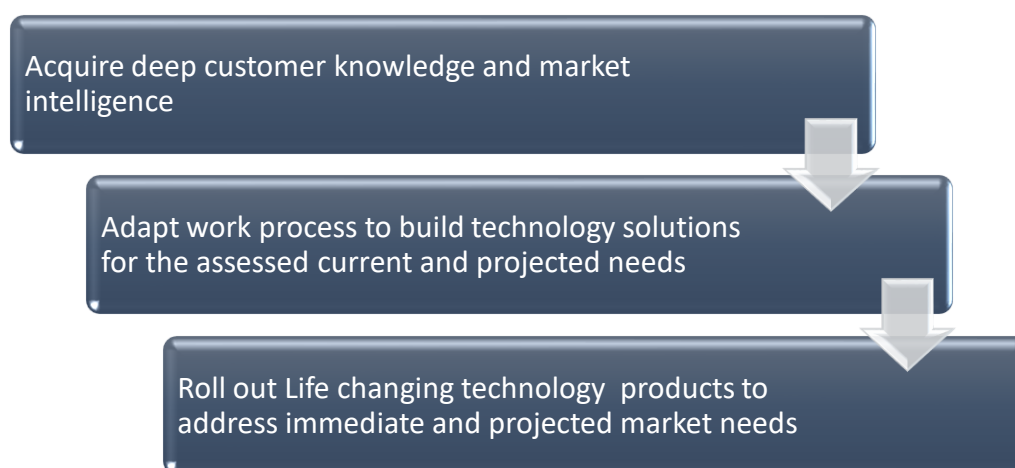 Acquire deep customer knowledge and market
intelligence
Adapt work process to build technology solutions
for the assessed current and projected needs
Roll out Life changing technology  products to
address immediate and projected market needs